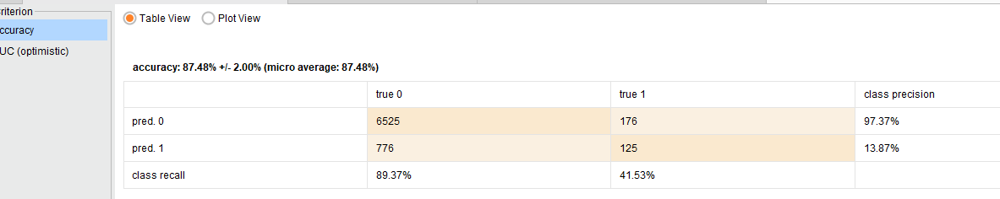 riterion
ccuracy
UC (optimistic)
Table View Plot View
accuracy: 87.48% +/- 2.00% (micro average: 87.48%)
true 0 true 1 class precision
pred. 0 6525 176 97.37%
pred. 1 776 125 13.87%
class recall 89.37% 41.53%